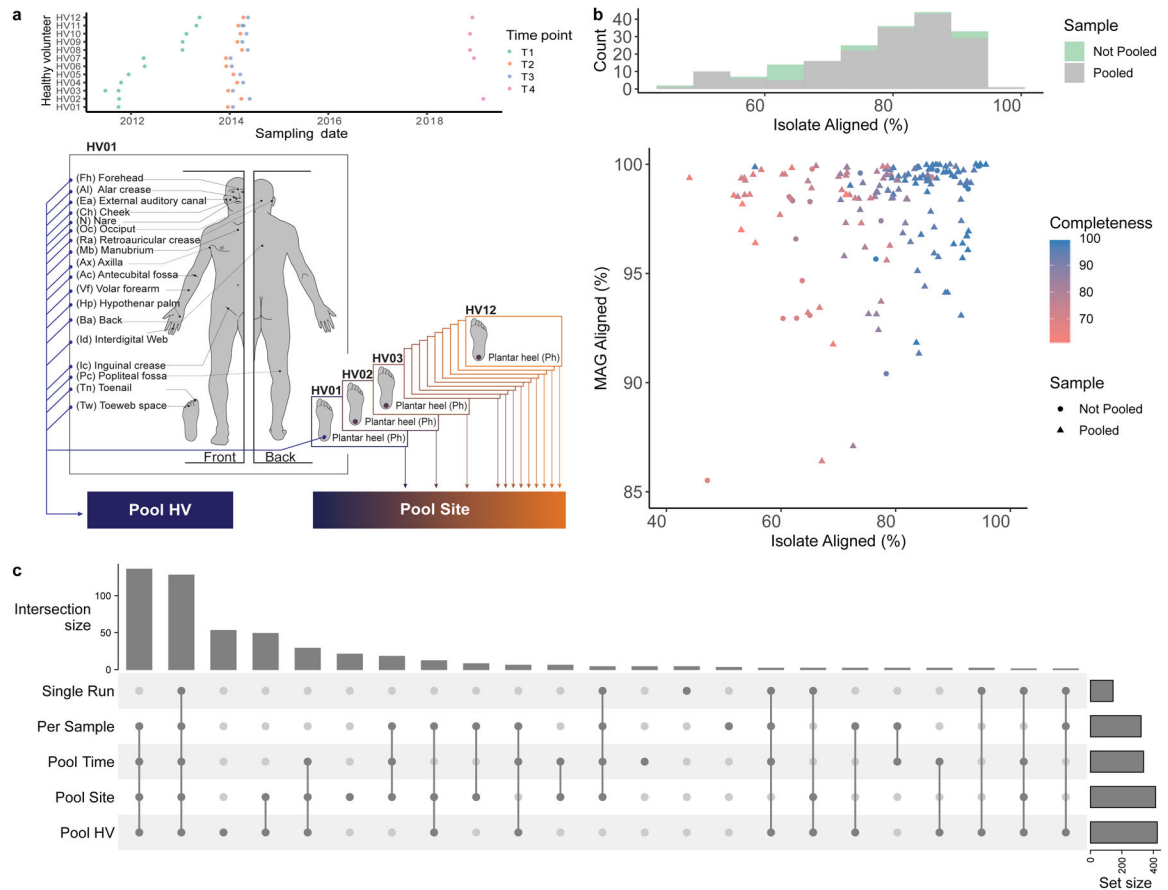 a
Healthy volunteer
HV12
HV11
HV10
HV09
HV08
HV07
HV06
HV05
HV04
HV03
HV02
HV01
2012
2014
2016
2018
Sampling date
Time point
T1
T2
T3
T4
HV01
(Fh) Forehead
(Al) Alar crease
(Ea) External auditory canal
(Ch) Cheek
(N) Nare
(Oc) Occiput
(Ra) Retroauricular crease
(Mb) Manubrium
(Ax) Axilla
(Ac) Antecubital fossa
(Vf) Volar forearm
(Hp) Hypothenar palm
(Ba) Back
(Id) Interdigital Web
(Ic) Inguinal crease
(Pc) Popliteal fossa
(Tn) Toenail
(Tw) Toeweb space
Front
Back
HV01
Plantar heel (Ph)
HV02
Plantar heel (Ph)
HV03
Plantar heel (Ph)
HV12
Plantar heel (Ph)
Pool HV
Pool Site
b
Count
40
30
20
10
0
60
80
100
Isolate Aligned (%)
Sample
Not Pooled
Pooled
MAG Aligned (%)
100
95
90
85
40
60
80
100
Isolate Aligned (%)
Completeness
100
90
80
70
Sample
Not Pooled
Pooled
c
Intersection
size
100
50
0
Single Run
Per Sample
Pool Time
Pool Site
Pool HV
0
200
400
Set size